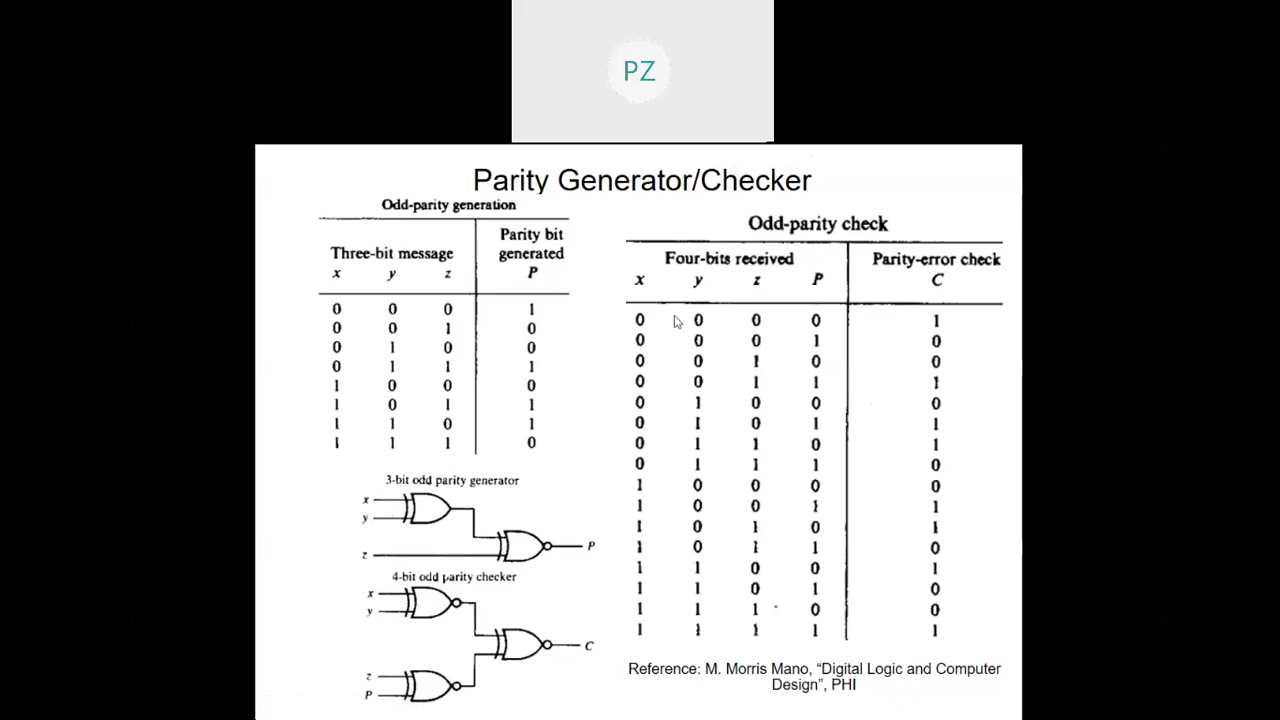 PZ
Parity Generator/Checker
Odd-parity generation
Three-bit message
Parity bit
generated
x y z P
0 0 0 1
0 0 1 0
0 1 0 0
0 1 1 1
1 0 0 0
1 0 1 1
1 1 0 1
1 1 1 0
3-bit odd parity generator
x
y
z
P
4-bit odd parity checker
x
y
C
z
P
Odd-parity check
Four-bits received Parity-error check
x y z P C
0 0 0 0 1
0 0 0 1 0
0 0 1 0 0
0 0 1 1 1
0 1 0 0 0
0 1 0 1 1
0 1 1 0 1
0 1 1 1 0
1 0 0 0 0
1 0 0 1 1
1 0 1 0 1
1 0 1 1 0
1 1 0 0 1
1 1 0 1 0
1 1 1 0 0
1 1 1 1 1
Reference: M. Morris Mano, “Digital Logic and Computer
Design”, PHI